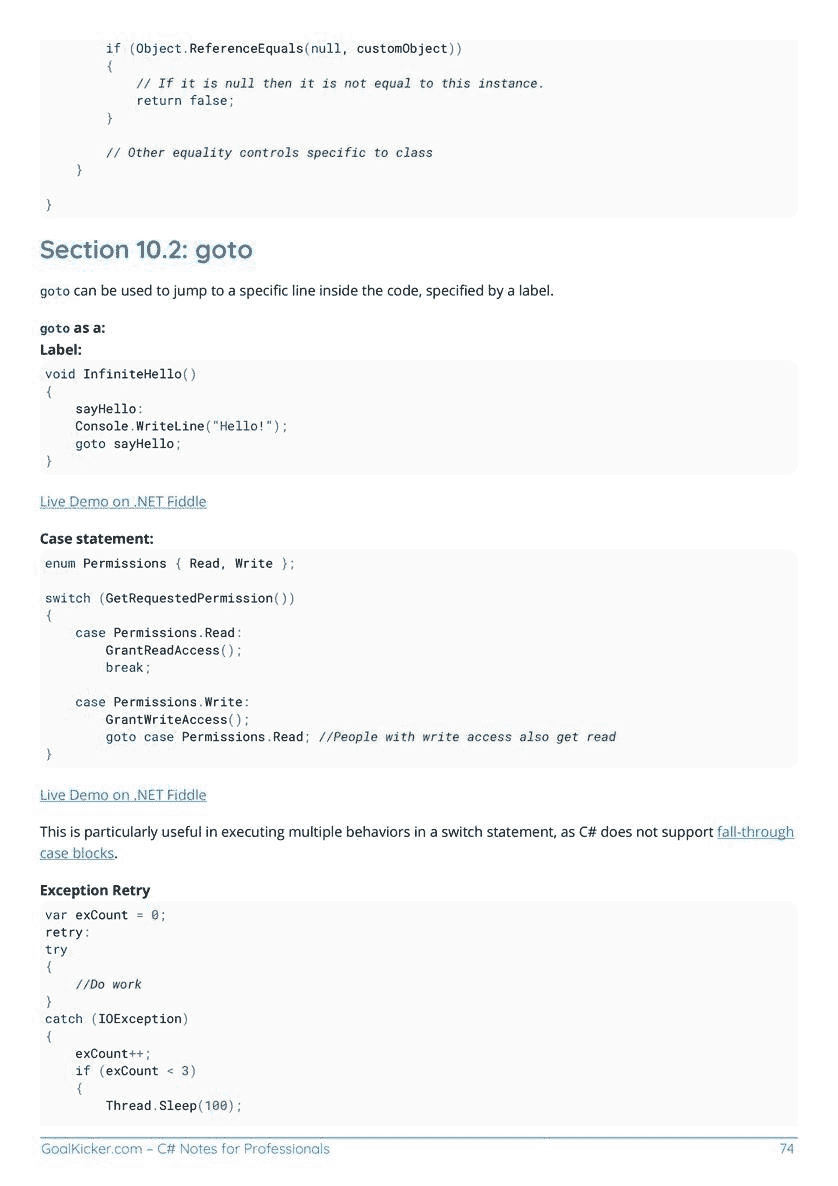 if (Object.ReferenceEquals(null, customObject))
        {
            // If it is null then it is not equal to this instance.
            return false;
        }

        // Other equality controls specific to class
    }

}
Section 10.2: goto
goto can be used to jump to a specific line inside the code, specified by a label.
goto as a:
Label:
void InfiniteHello()
{
    sayHello:
    Console.WriteLine("Hello!");
    goto sayHello;
}
Live Demo on .NET Fiddle
Case statement:
enum Permissions { Read, Write };

switch (GetRequestedPermission())
{
    case Permissions.Read:
        GrantReadAccess();
        break;

    case Permissions.Write:
        GrantWriteAccess();
        goto case Permissions.Read; //People with write access also get read
}
Live Demo on .NET Fiddle
This is particularly useful in executing multiple behaviors in a switch statement, as C# does not support fall-through
case blocks.
Exception Retry
var exCount = 0;
retry:
try
{
    //Do work
}
catch (IOException)
{
    exCount++;
    if (exCount < 3)
    {
        Thread.Sleep(100);
GoalKicker.com – C# Notes for Professionals 74